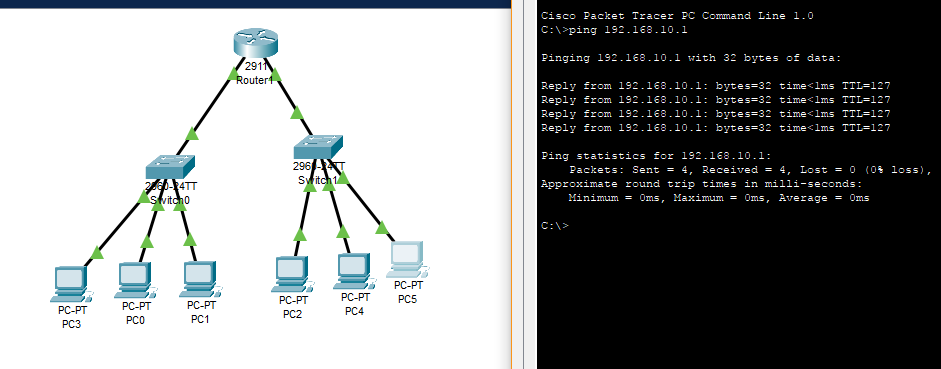 2911
Router1
2960-24TT
Switch0
2960-24TT
Switch1
PC-PT
PC3
PC-PT
PC0
PC-PT
PC1
PC-PT
PC2
PC-PT
PC4
PC-PT
PC5
Cisco Packet Tracer PC Command Line 1.0
C:\>ping 192.168.10.1
Pinging 192.168.10.1 with 32 bytes of data:
Reply from 192.168.10.1: bytes=32 time<1ms TTL=127
Reply from 192.168.10.1: bytes=32 time<1ms TTL=127
Reply from 192.168.10.1: bytes=32 time<1ms TTL=127
Reply from 192.168.10.1: bytes=32 time<1ms TTL=127
Ping statistics for 192.168.10.1:
Packets: Sent = 4, Received = 4, Lost = 0 (0% loss),
Approximate round trip times in milli-seconds:
Minimum = 0ms, Maximum = 0ms, Average = 0ms
C:\>